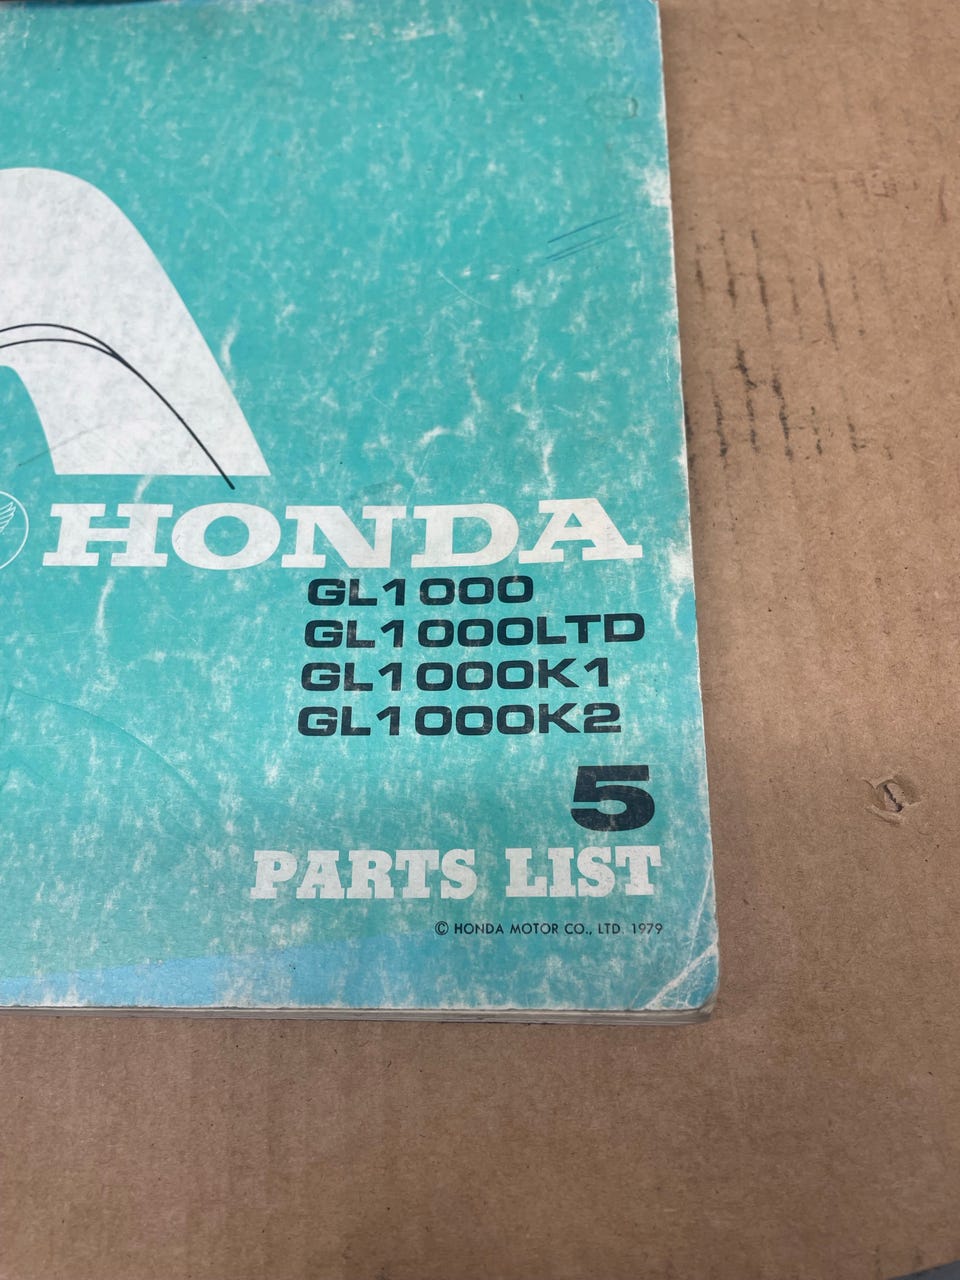 HONDA
GL1000
GL1000LTD
GL1000K1
GL1000K2
5
PARTS LIST
© HONDA MOTOR CO., LTD. 1979